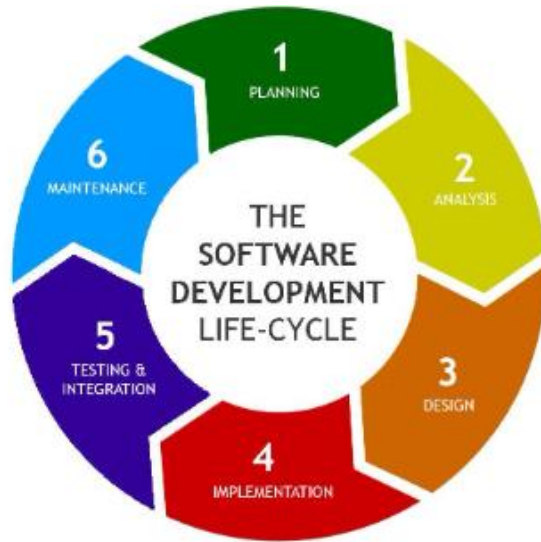 1
PLANNING
2
ANALYSIS
3
DESIGN
4
IMPLEMENTATION
5
TESTING &
INTEGRATION
6
MAINTENANCE
THE
SOFTWARE
DEVELOPMENT
LIFE-CYCLE